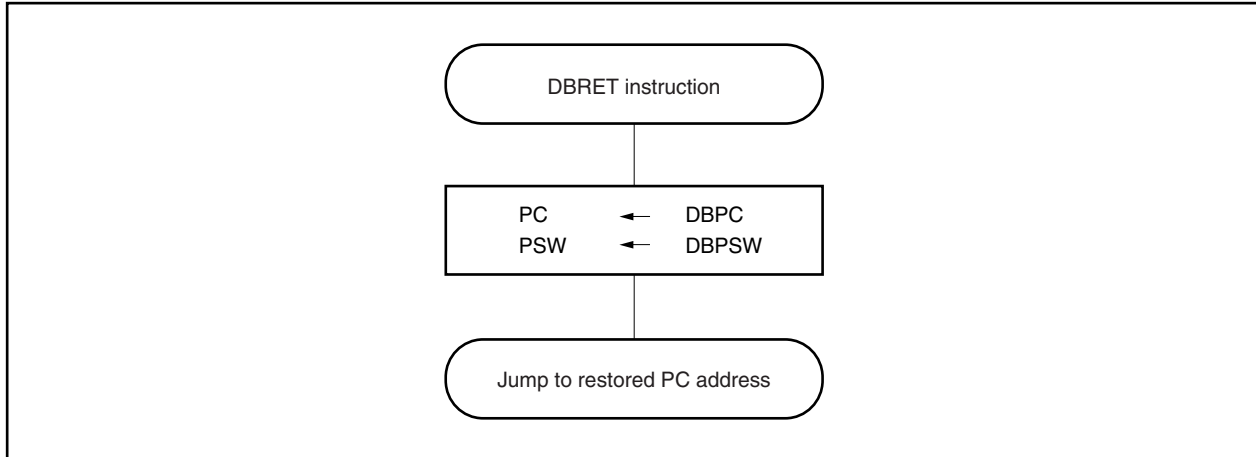 DBRET instruction
PC ← DBPC
PSW ← DBPSW
Jump to restored PC address